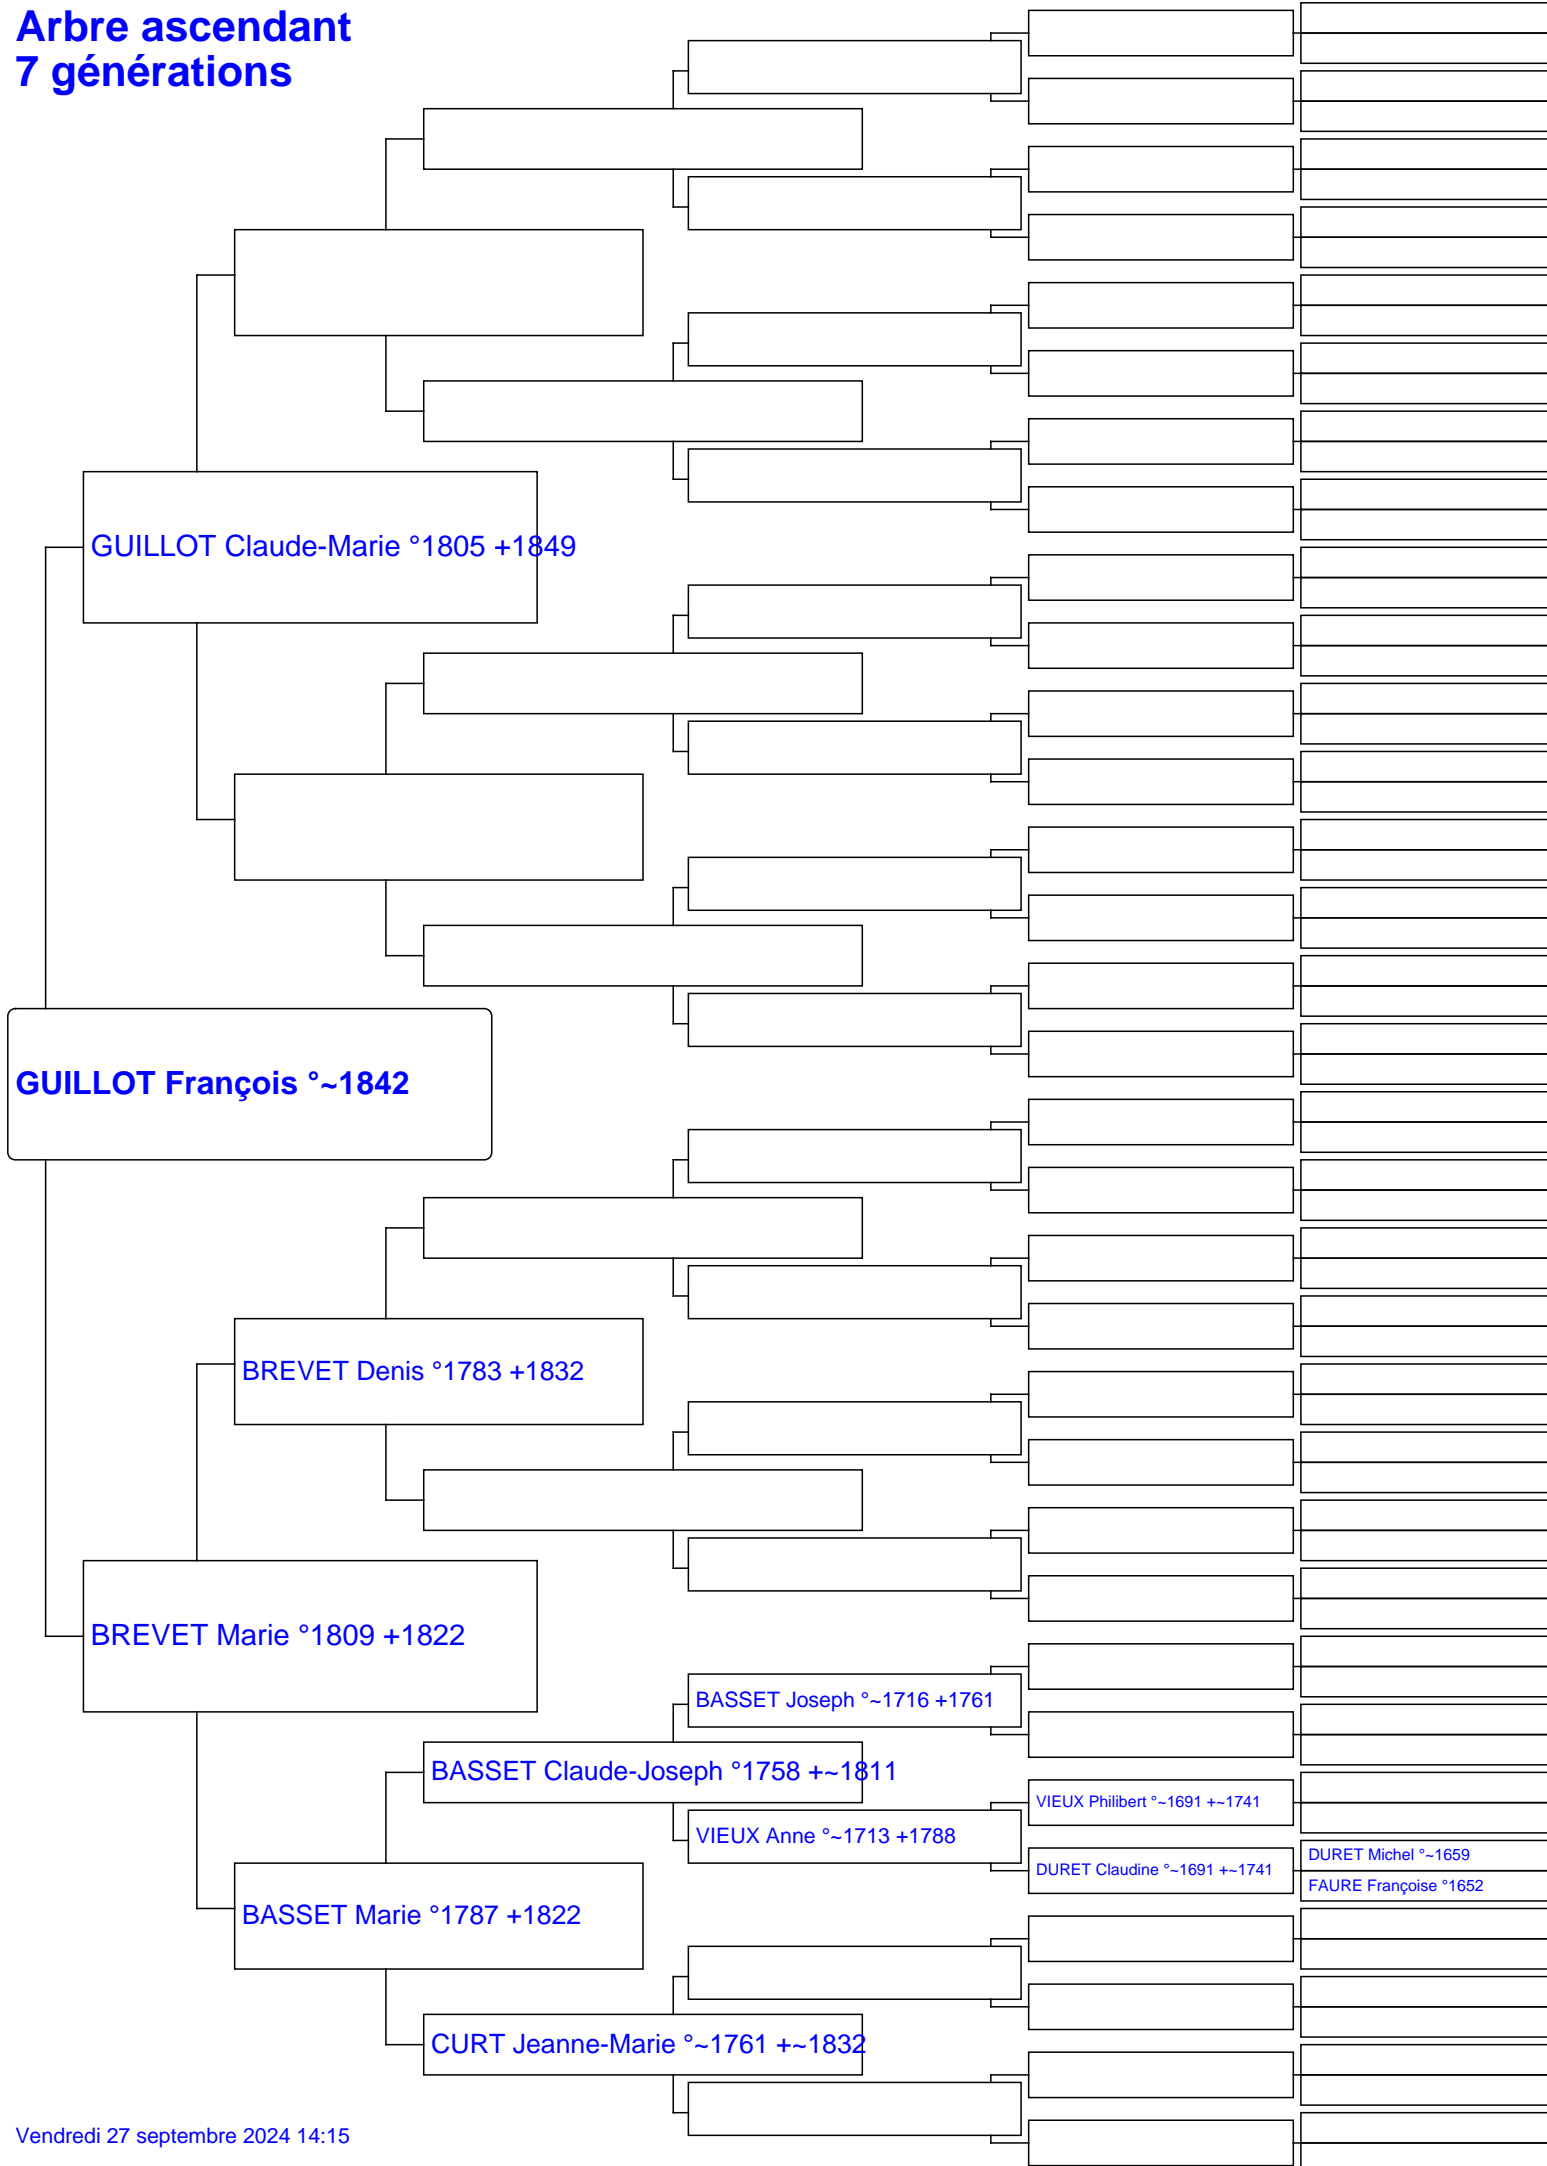 Arbre ascendant
7 générations
GUILLOT Claude-Marie °1805 +1849
GUILLOT François °~1842
BREVET Denis °1783 +1832
BREVET Marie °1809 +1822
BASSET Joseph °~1716 +1761
BASSET Claude-Joseph °1758 +~1811
VIEUX Philibert °~1691 +~1741
VIEUX Anne °~1713 +1788
DURET Michel °~1659
DURET Claudine °~1691 +~1741
FAURE Françoise °1652
BASSET Marie °1787 +1822
CURT Jeanne-Marie °~1761 +~1832
Vendredi 27 septembre 2024 14:15